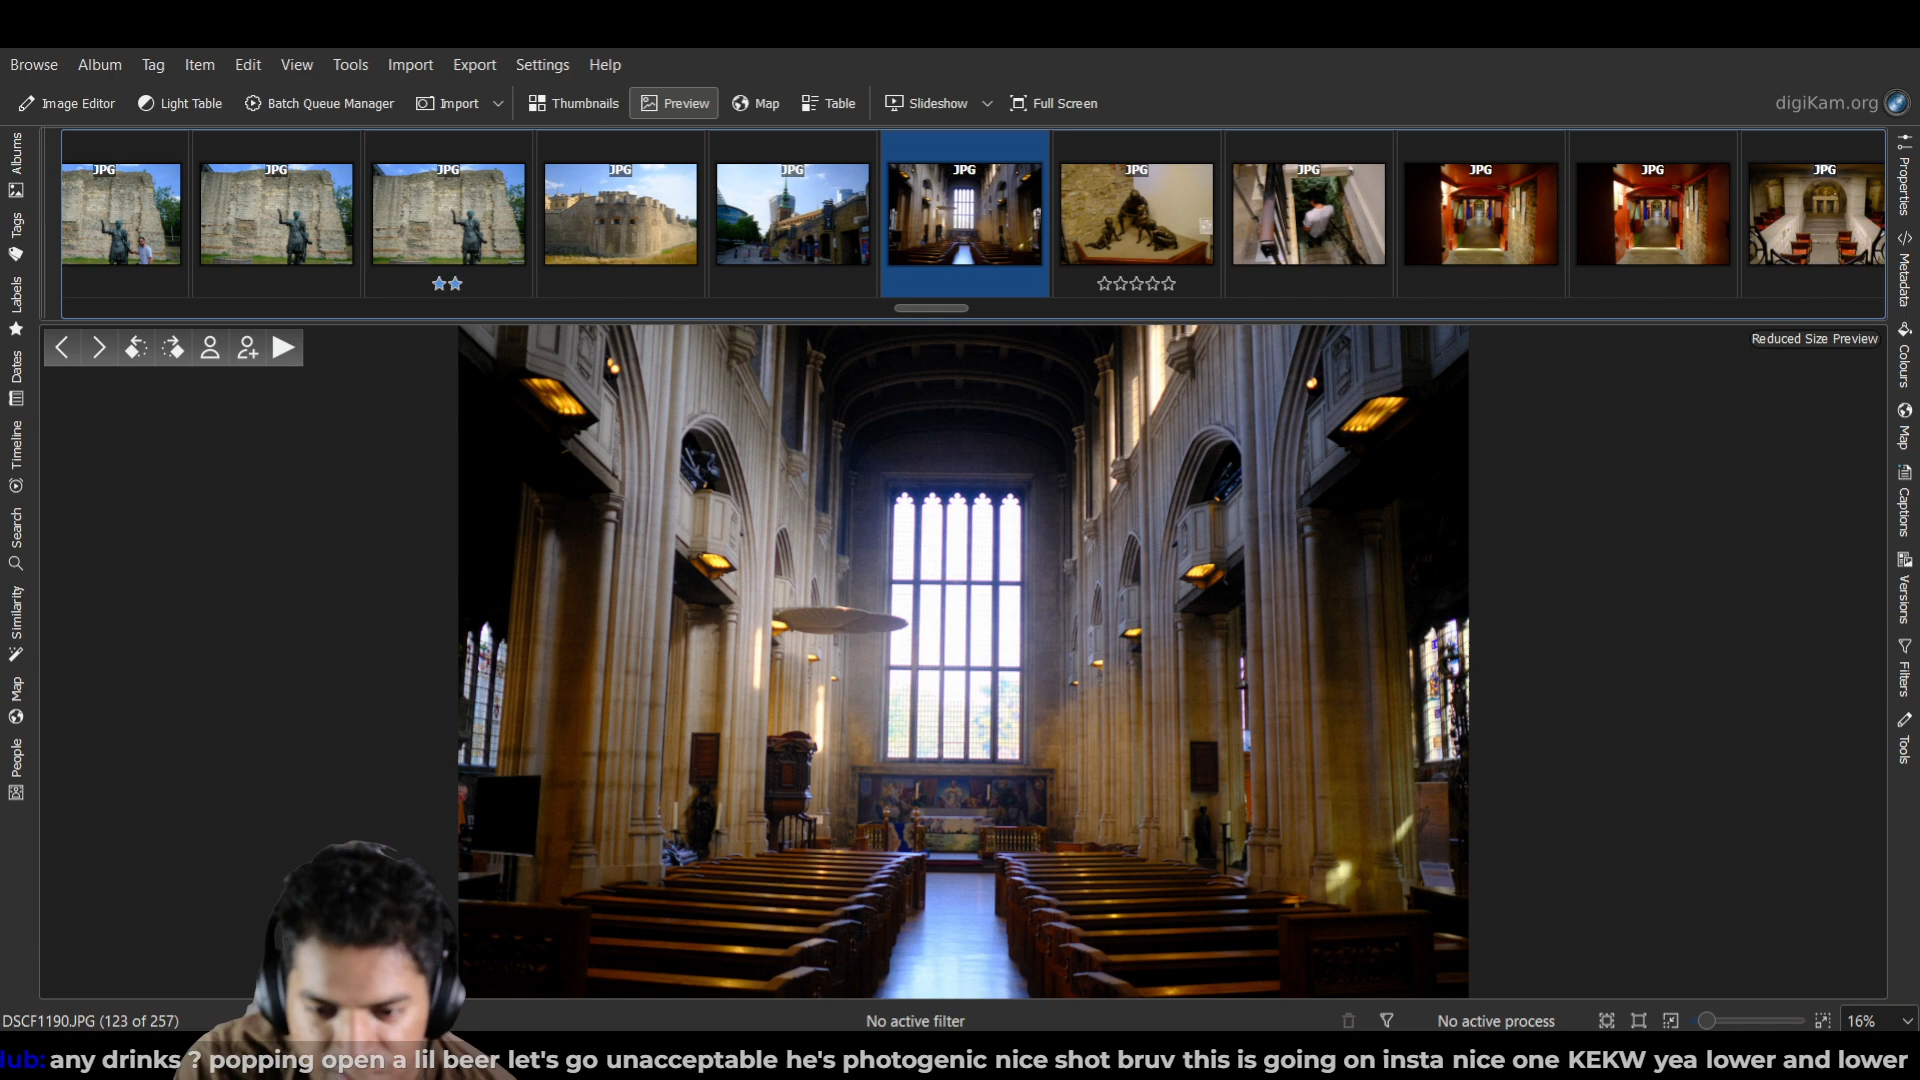 Browse Album Tag Item Edit View Tools Import Export Settings Help
Image Editor Light Table Batch Queue Manager Import Thumbnails Preview Map Table Slideshow Full Screen digiKam.org
JPG JPG JPG JPG JPG JPG JPG JPG JPG JPG JPG
Albums
Tags
Labels
Dates
Timeline
Search
Similarity
Map
People
Reduced Size Preview
Properties
Metadata
Colours
Map
Captions
Versions
Filters
Tools
DSCF1190.JPG (123 of 257) No active filter No active process 16%
dub: any drinks ? popping open a lil beer let's go unacceptable he's photogenic nice shot bruv this is going on insta nice one KEKW yea lower and lower